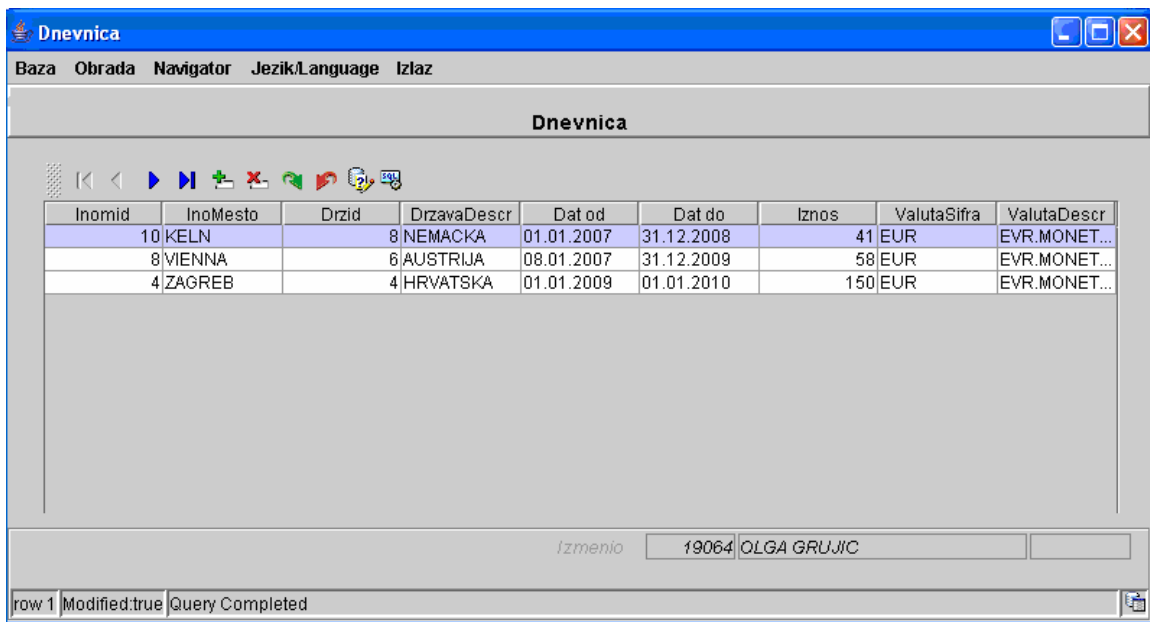 Dnevnica
Baza Obrada Navigator Jezik/Language Izlaz
Dnevnica
SQL
Inomid InoMesto Drzid DrzavaDescr Dat od Dat do Iznos ValutaSifra ValutaDescr
10 KELN 8 NEMACKA 01.01.2007 31.12.2008 41 EUR EVR.MONET...
8 VIENNA 6 AUSTRIJA 08.01.2007 31.12.2009 58 EUR EVR.MONET...
4 ZAGREB 4 HRVATSKA 01.01.2009 01.01.2010 150 EUR EVR.MONET...
Izmenio 19064 OLGA GRUJIC
row 1 Modified:true Query Completed